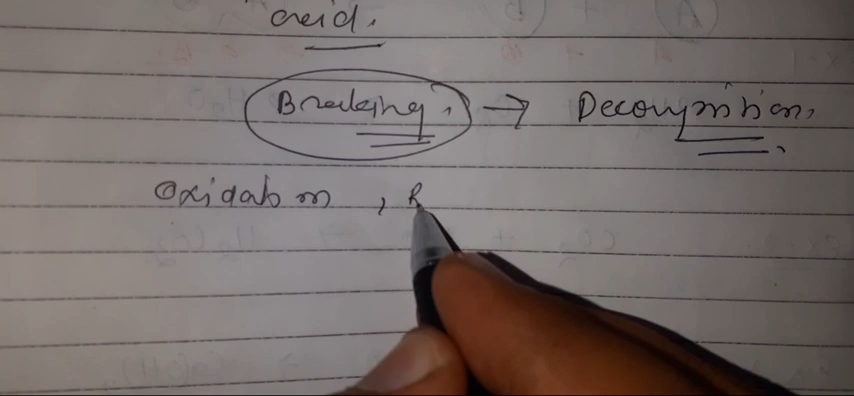 acid.
Breaking. → Decomposition.
Oxidation , R